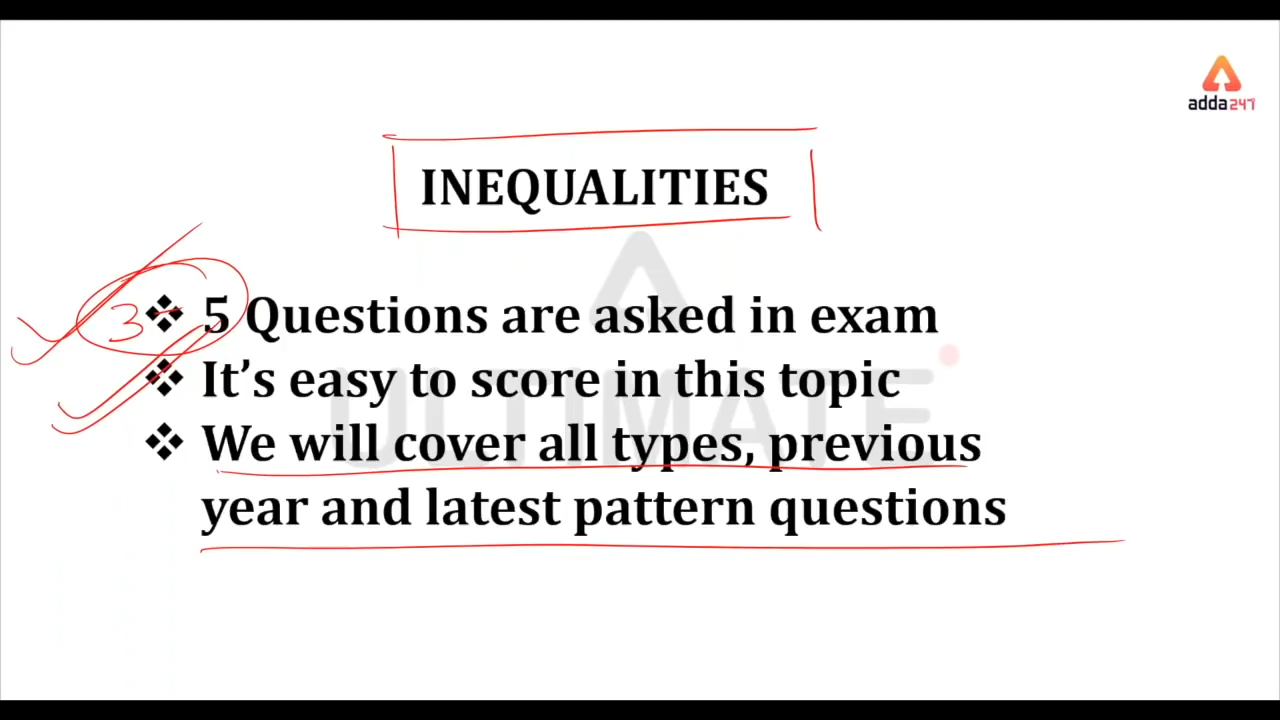 adda247
INEQUALITIES
3-
❖ 5 Questions are asked in exam
❖ It's easy to score in this topic
❖ We will cover all types, previous
year and latest pattern questions
ULTIMATE